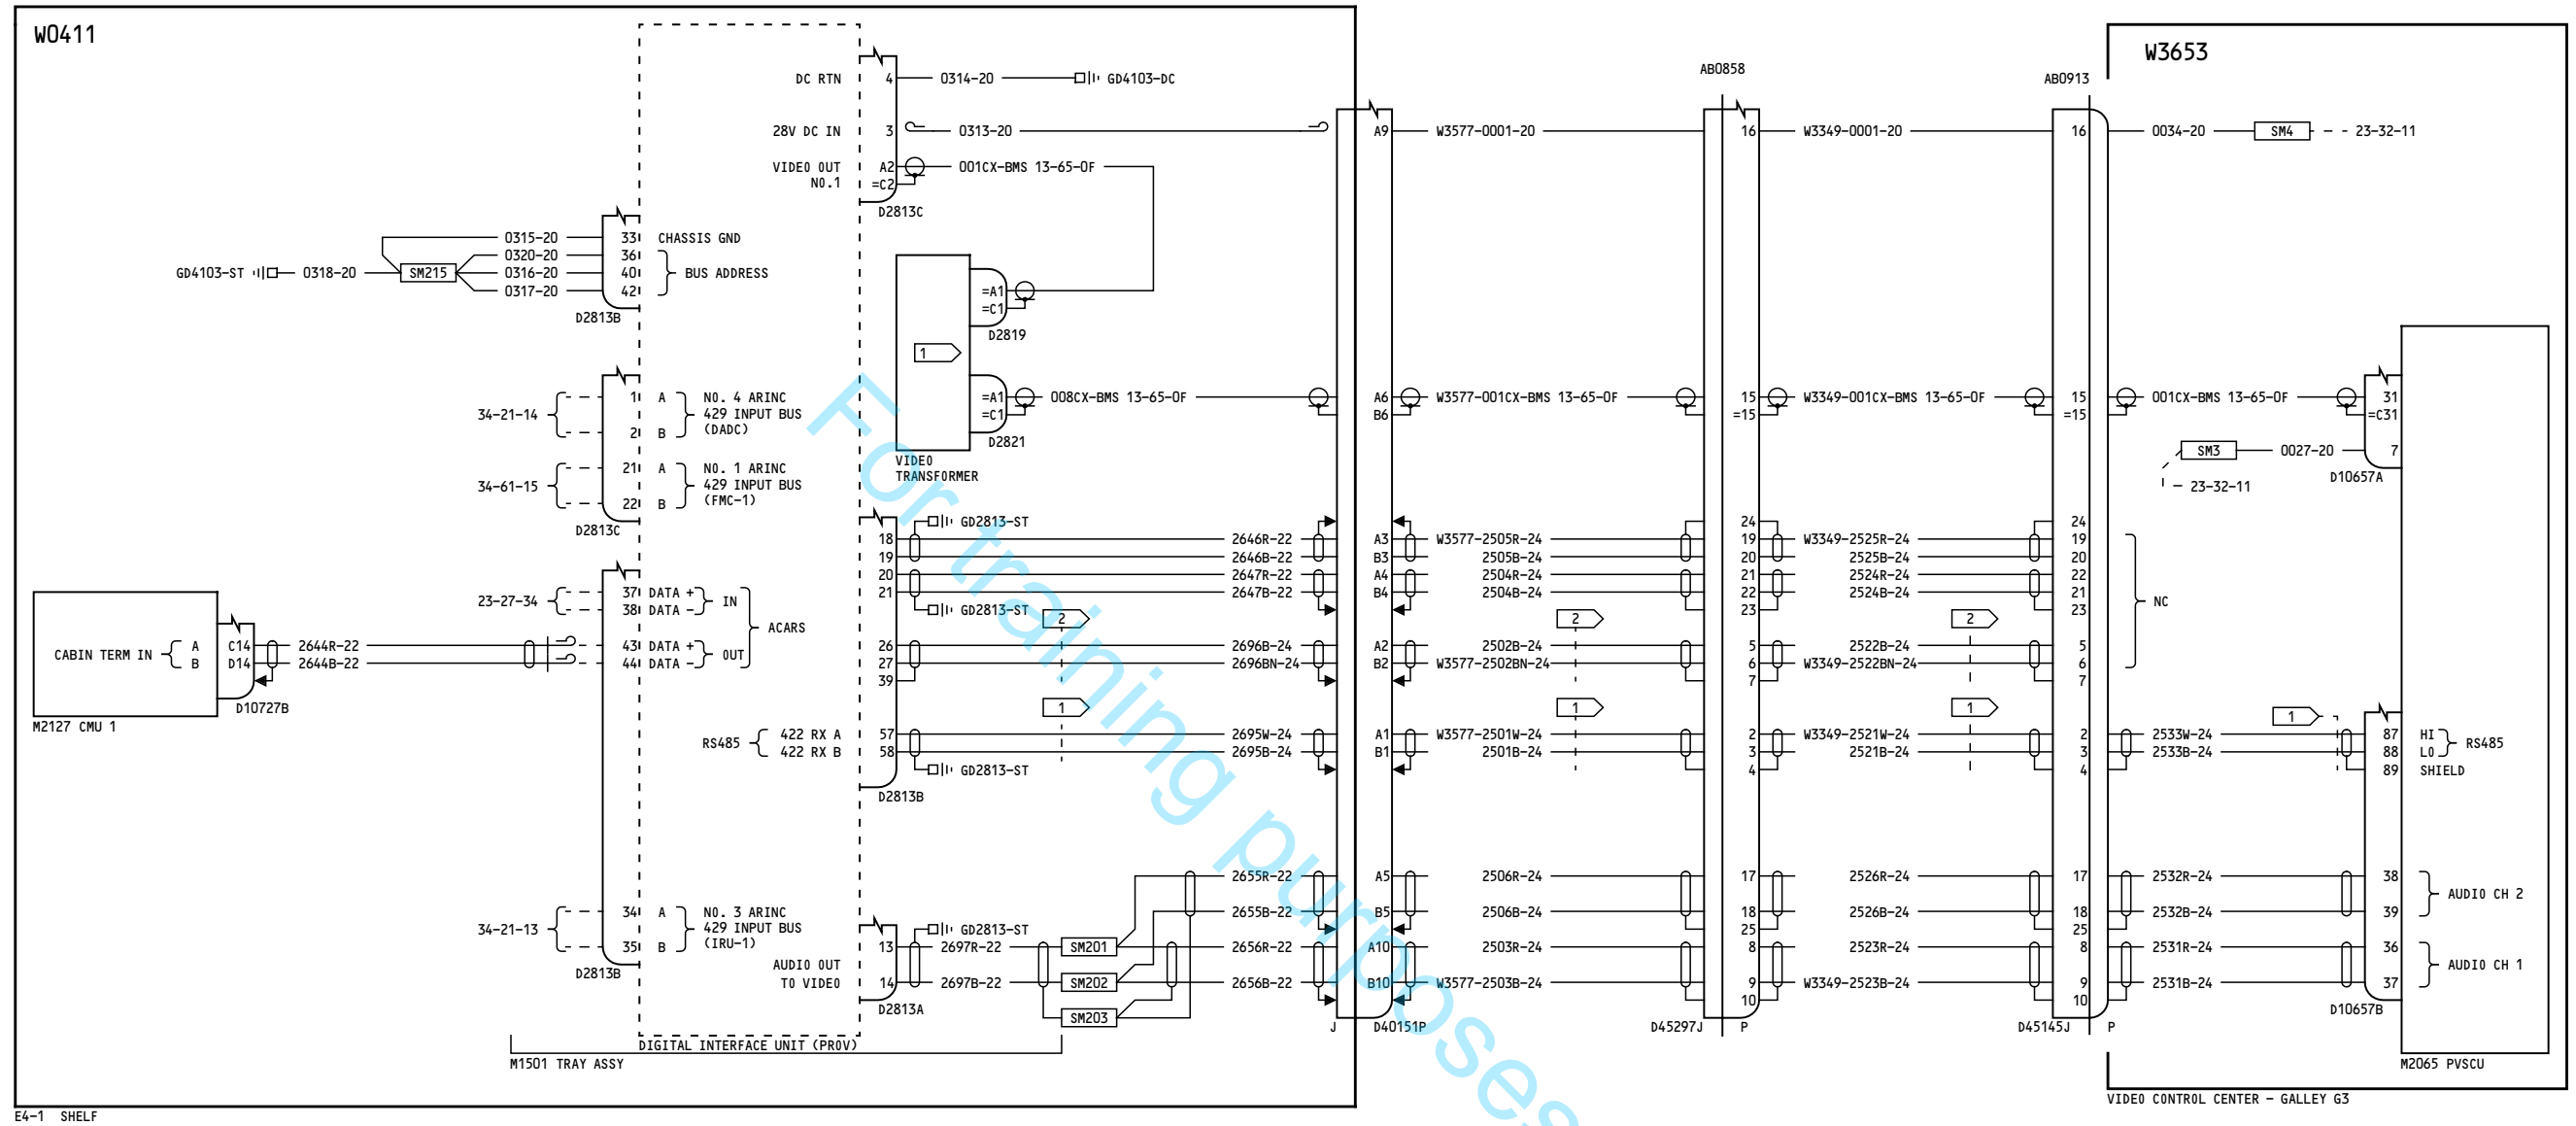 W0411
W3653
AB0858
AB0913
DC RTN 4 0314-20 GD4103-DC
28V DC IN 3 0313-20 A9 W3577-0001-20 16 W3349-0001-20 16 0034-20 SM4 23-32-11
VIDEO OUT A2 001CX-BMS 13-65-OF
NO.1 =C2
D2813C
0315-20 33 CHASSIS GND
0320-20 36
GD4103-ST 0318-20 SM215 0316-20 40 BUS ADDRESS
0317-20 42
D2813B
=A1
=C1
D2819
1
34-21-14
1 A NO. 4 ARINC
429 INPUT BUS
2 B (DADC)
=A1 008CX-BMS 13-65-OF A6 W3577-001CX-BMS 13-65-OF 15 W3349-001CX-BMS 13-65-OF 15 001CX-BMS 13-65-OF 31
=C1 B6 =15 =15 =C31
D2821
VIDEO
TRANSFORMER
SM3 0027-20 7
D10657A
23-32-11
34-61-15
21 A NO. 1 ARINC
429 INPUT BUS
22 B (FMC-1)
D2813C
GD2813-ST 24 24
18 2646R-22 A3 W3577-2505R-24 19 W3349-2525R-24 19
19 2646B-22 B3 2505B-24 20 2525B-24 20
20 2647R-22 A4 2504R-24 21 2524R-24 22
21 2647B-22 B4 2504B-24 22 2524B-24 21
GD2813-ST 23 23
NC
2 2 2
23-27-34
37 DATA + IN
38 DATA -
ACARS
43 DATA + OUT
44 DATA -
CABIN TERM IN
A C14 2644R-22
B D14 2644B-22
D10727B
M2127 CMU 1
26 2696B-24 A2 2502B-24 5 2522B-24 5
27 2696BN-24 B2 W3577-2502BN-24 6 W3349-2522BN-24 6
39 7 7
1 1 1 1
RS485
422 RX A 57 2695W-24 A1 W3577-2501W-24 2 W3349-2521W-24 2 2533W-24 87 HI
422 RX B 58 2695B-24 B1 2501B-24 3 2521B-24 3 2533B-24 88 LO
RS485
GD2813-ST 4 4 89 SHIELD
D2813B
2655R-22 A5 2506R-24 17 2526R-24 17 2532R-24 38
AUDIO CH 2
2655B-22 B5 2506B-24 18 2526B-24 18 2532B-24 39
25 25
34-21-13
34 A NO. 3 ARINC
429 INPUT BUS
35 B (IRU-1)
D2813B
GD2813-ST
13 2697R-22 SM201 2656R-22 A10 2503R-24 8 2523R-24 8 2531R-24 36
AUDIO OUT
AUDIO CH 1
TO VIDEO 14 2697B-22 SM202 2656B-22 B10 W3577-2503B-24 9 W3349-2523B-24 9 2531B-24 37
10 10
D2813A
SM203
D10657B
J D40151P
D45297J P
D45145J P
DIGITAL INTERFACE UNIT (PROV)
M1501 TRAY ASSY
M2065 PVSCU
VIDEO CONTROL CENTER - GALLEY G3
E4-1 SHELF
For training purposes